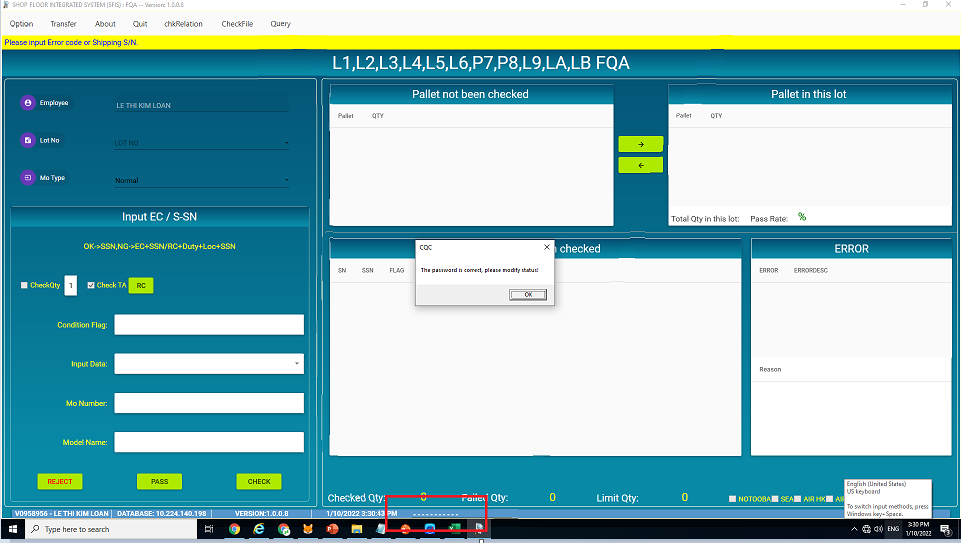 SHOP FLOOR INTEGRATED SYSTEM (SFIS) : FQA -- Version: 1.0.0.8
Option Transfer About Quit chkRelation CheckFile Query
Please input Error code or Shipping S/N.
L1,L2,L3,L4,L5,L6,P7,P8,L9,LA,LB FQA
Employee LE THI KIM LOAN
Lot No LOT NO
Mo Type Normal
Input EC / S-SN
OK->SSN,NG->EC+SSN/RC+Duty+Loc+SSN
CheckQty 1 Check TA RC
Condition Flag:
Input Data:
Mo Number:
Model Name:
REJECT PASS CHECK
Pallet not been checked
Pallet QTY
→
←
Pallet in this lot
Pallet QTY
Total Qty in this lot: Pass Rate: %
checked
SN SSN FLAG
CQC
The password is correct, please modify status!
OK
ERROR
ERROR ERRORDESC
Reason
Checked Qty: 0 Failed Qty: 0 Limit Qty: 0 NOTOOBA SEA AIR HK AIR
English (United States)
US keyboard
To switch input methods, press
Windows key+Space.
V0958956 - LE THI KIM LOAN DATABASE: 10.224.140.198 VERSION:1.0.0.8 1/10/2022 3:30:43 PM -----------
Type here to search
ENG
3:30 PM
1/10/2022
3